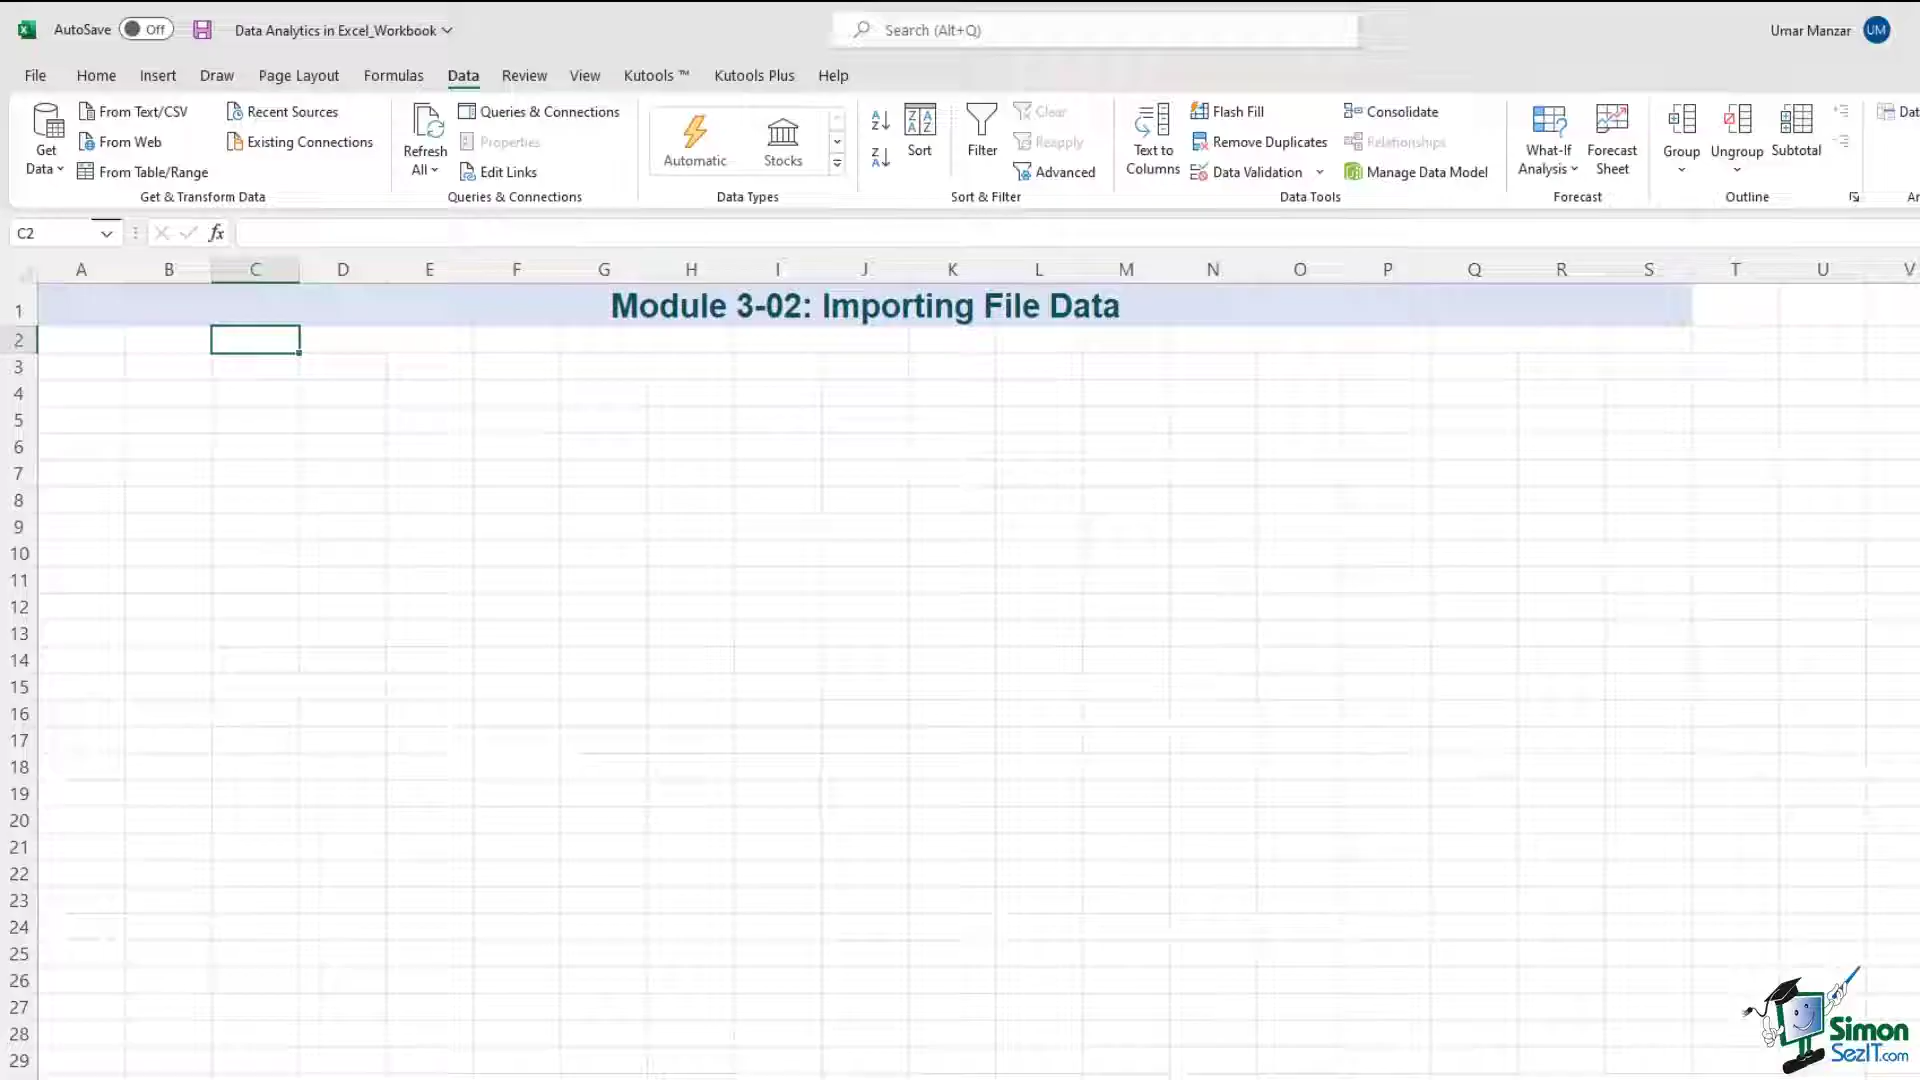 AutoSave Off Data Analytics in Excel_Workbook Search (Alt+Q) Umar Manzar UM
File Home Insert Draw Page Layout Formulas Data Review View Kutools ™ Kutools Plus Help
Get Data
From Text/CSV
From Web
From Table/Range
Recent Sources
Existing Connections
Get & Transform Data
Refresh All
Queries & Connections
Properties
Edit Links
Queries & Connections
Automatic
Stocks
Data Types
Sort
Filter
Clear
Reapply
Advanced
Sort & Filter
Text to Columns
Flash Fill
Remove Duplicates
Data Validation
Consolidate
Relationships
Manage Data Model
Data Tools
What-If Analysis
Forecast Sheet
Forecast
Group
Ungroup
Subtotal
Outline
C2 fx
A B C D E F G H I J K L M N O P Q R S T U V
1 Module 3-02: Importing File Data
2
3
4
5
6
7
8
9
10
11
12
13
14
15
16
17
18
19
20
21
22
23
24
25
26
27
28
29
Simon
SezIT.com